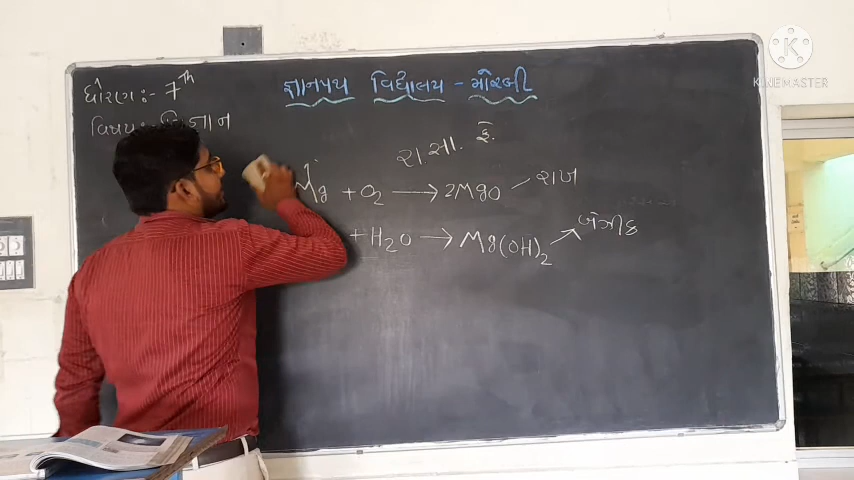 ધોરણ :- 7th
જ્ઞાનપથ વિદ્યાલય - મોરબી
વિષય :- વિજ્ઞાન
રાસા. ફે.
Mg + O2 → 2MgO રાખ
+ H2O → Mg(OH)2 → બેઝીક
KINEMASTER